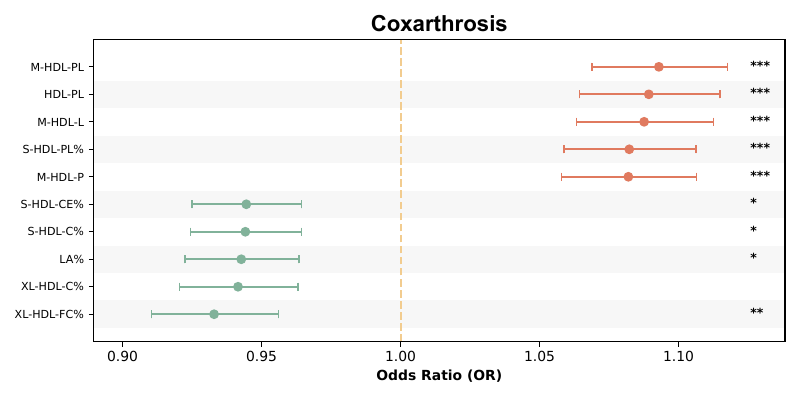 Coxarthrosis
M-HDL-PL ***
HDL-PL ***
M-HDL-L ***
S-HDL-PL% ***
M-HDL-P ***
S-HDL-CE% *
S-HDL-C% *
LA% *
XL-HDL-C%
XL-HDL-FC% **
0.90 0.95 1.00 1.05 1.10
Odds Ratio (OR)